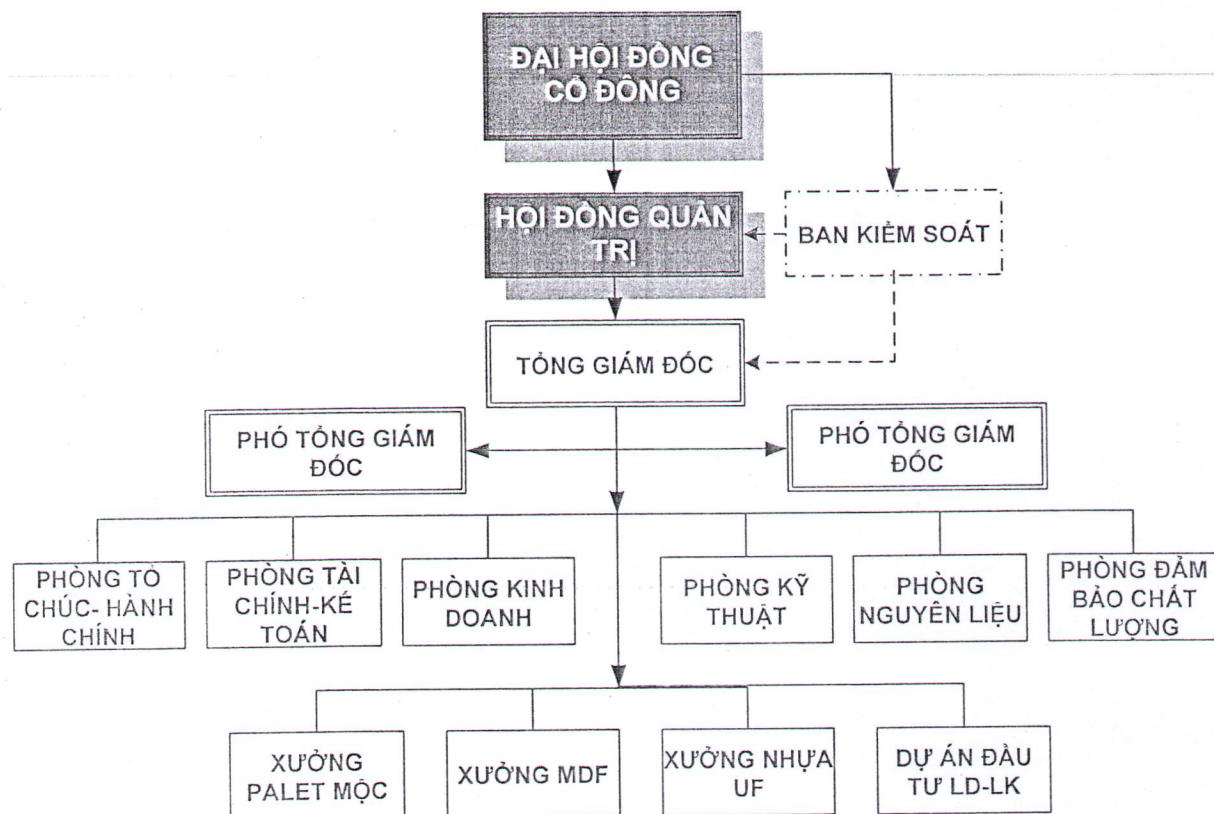 ĐẠI HỘI ĐỒNG
CỔ ĐÔNG
HỘI ĐỒNG QUẢN
TRỊ
BAN KIỂM SOÁT
TỔNG GIÁM ĐỐC
PHÓ TỔNG GIÁM
ĐỐC
PHÓ TỔNG GIÁM
ĐỐC
PHÒNG TỔ
CHÚC- HÀNH
CHÍNH
PHÒNG TÀI
CHÍNH-KẾ
TOÁN
PHÒNG KINH
DOANH
PHÒNG KỸ
THUẬT
PHÒNG
NGUYÊN LIỆU
PHÒNG ĐẢM
BẢO CHẤT
LƯỢNG
XƯỞNG
PALET MỘC
XƯỞNG MDF
XƯỞNG NHỰA
UF
DỰ ÁN ĐẦU
TƯ LD-LK